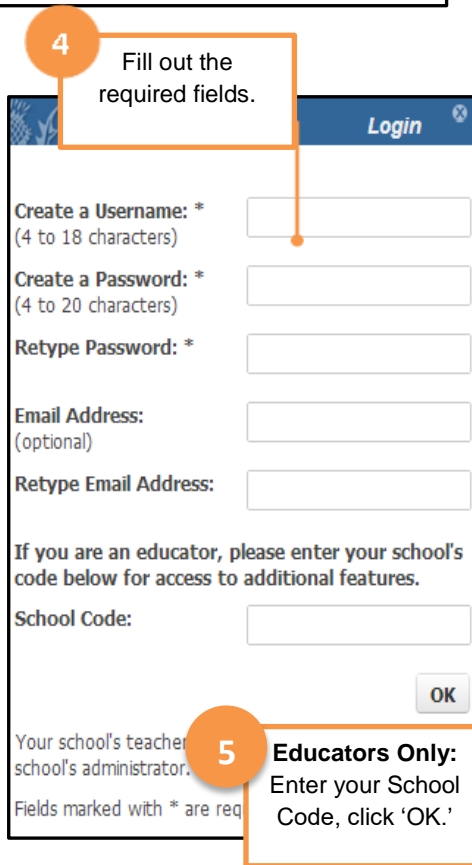 4
Fill out the
required fields.
Login
Create a Username: *
(4 to 18 characters)
Create a Password: *
(4 to 20 characters)
Retype Password: *
Email Address:
(optional)
Retype Email Address:
If you are an educator, please enter your school's
code below for access to additional features.
School Code:
OK
Your school's teacher
school's administrator.
Fields marked with * are
5
Educators Only:
Enter your School
Code, click ‘OK.’